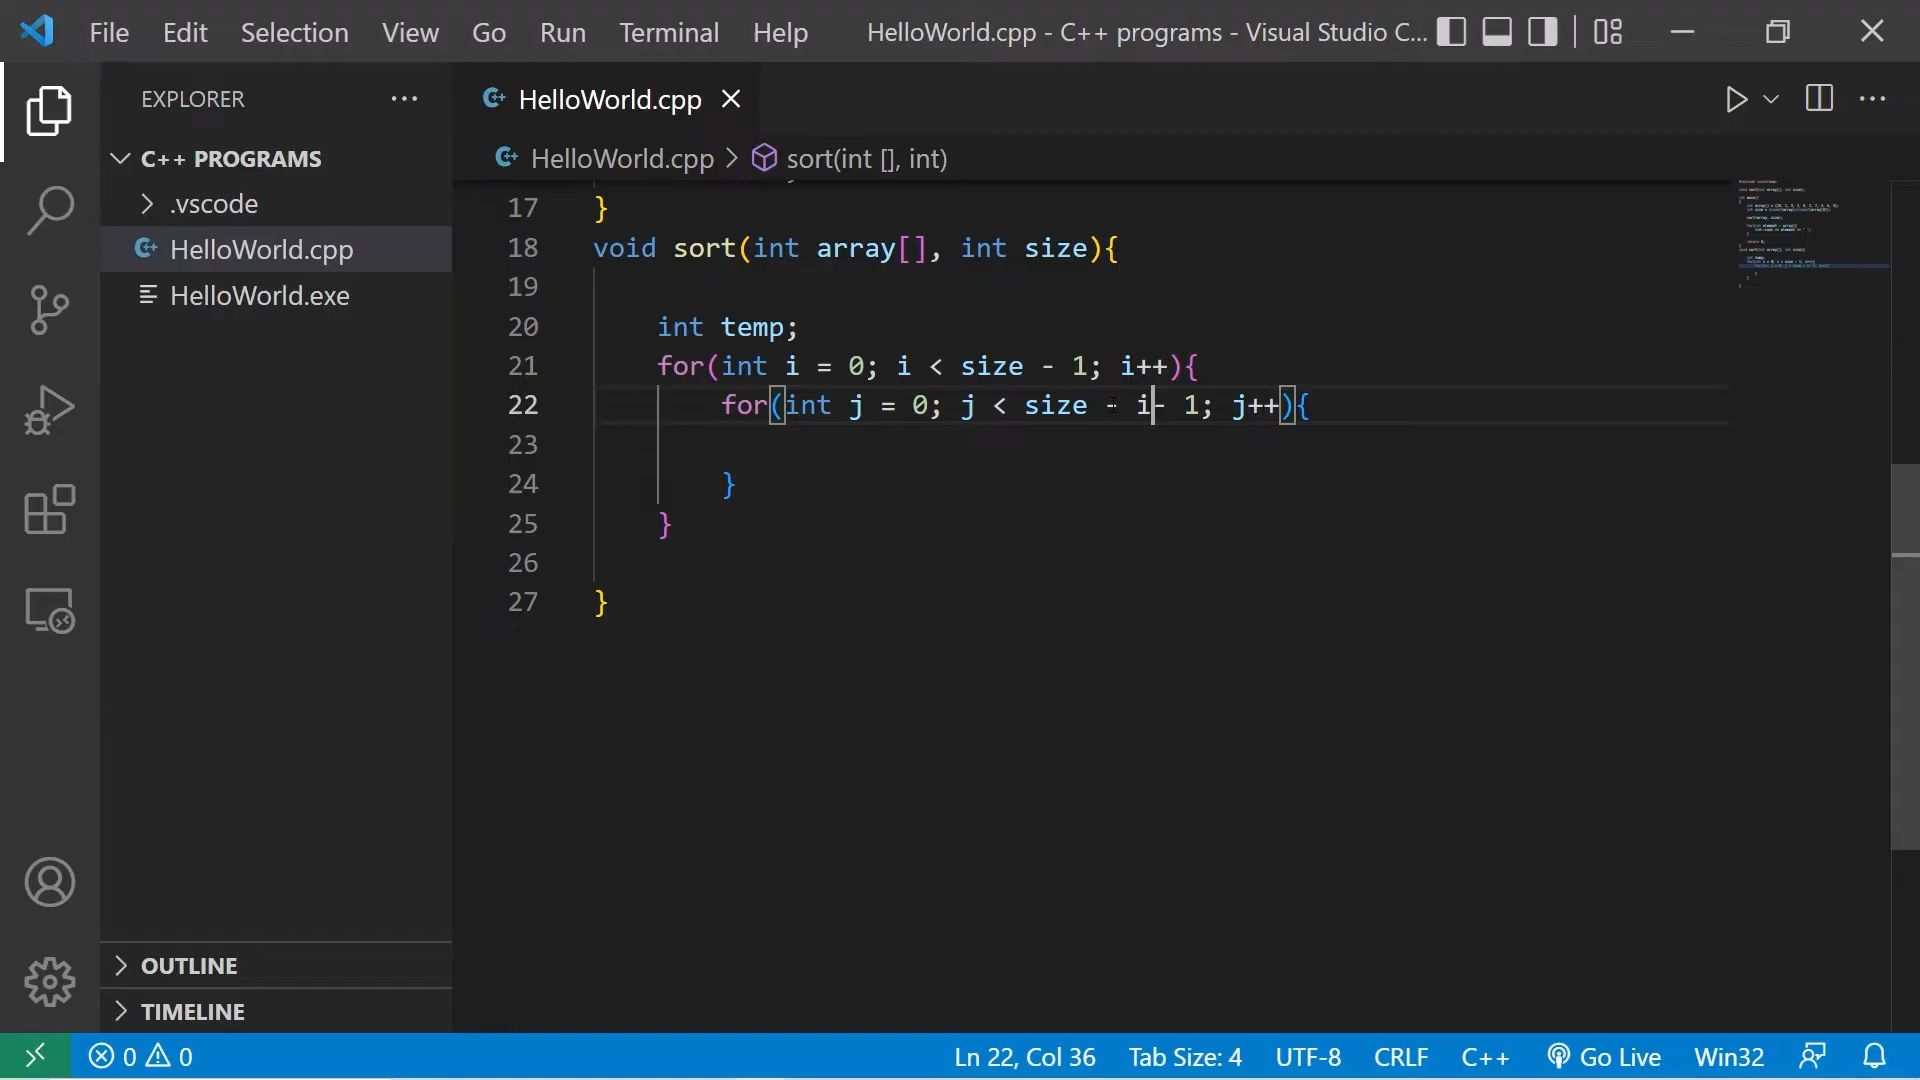 File Edit Selection View Go Run Terminal Help HelloWorld.cpp - C++ programs - Visual Studio C...
EXPLORER
HelloWorld.cpp
C++ PROGRAMS
HelloWorld.cpp > sort(int [], int)
.vscode
HelloWorld.cpp
HelloWorld.exe
17 }
18 void sort(int array[], int size){
19
20 int temp;
21 for(int i = 0; i < size - 1; i++){
22 for(int j = 0; j < size - i- 1; j++){
23
24 }
25 }
26
27 }
OUTLINE
TIMELINE
0 0 Ln 22, Col 36 Tab Size: 4 UTF-8 CRLF C++ Go Live Win32